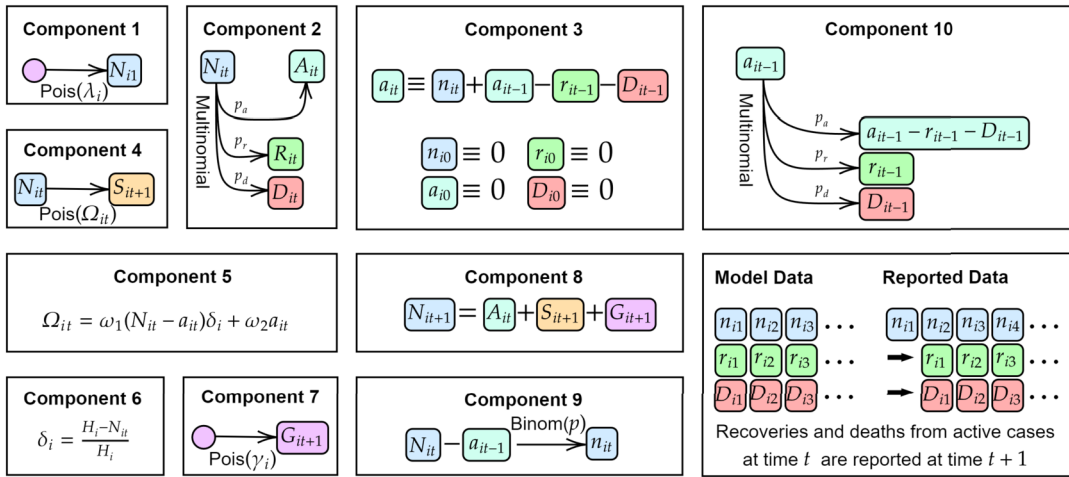 Component 1
N_{i1}
Pois(λ_i)
Component 2
N_{it} A_{it}
Multinomial
p_a
p_r
R_{it}
p_d
D_{it}
Component 3
a_{it} ≡ n_{it} + a_{it−1} − r_{it−1} − D_{it−1}
n_{i0} ≡ 0 r_{i0} ≡ 0
a_{i0} ≡ 0 D_{i0} ≡ 0
Component 10
a_{it−1}
Multinomial
p_a
a_{it−1} − r_{it−1} − D_{it−1}
p_r
r_{it−1}
p_d
D_{it−1}
Component 4
N_{it} S_{it+1}
Pois(Ω_{it})
Component 5
Ω_{it} = ω_1(N_{it} − a_{it})δ_i + ω_2a_{it}
Component 8
N_{it+1} = A_{it} + S_{it+1} + G_{it+1}
Model Data Reported Data
n_{i1} n_{i2} n_{i3} ... n_{i1} n_{i2} n_{i3} n_{i4} ...
r_{i1} r_{i2} r_{i3} ... r_{i1} r_{i2} r_{i3} ...
D_{i1} D_{i2} D_{i3} ... D_{i1} D_{i2} D_{i3} ...
Recoveries and deaths from active cases
at time t are reported at time t + 1
Component 6
δ_i = \frac{H_i−N_{it}}{H_i}
Component 7
G_{it+1}
Pois(γ_i)
Component 9
Binom(p)
N_{it} − a_{it−1} n_{it}